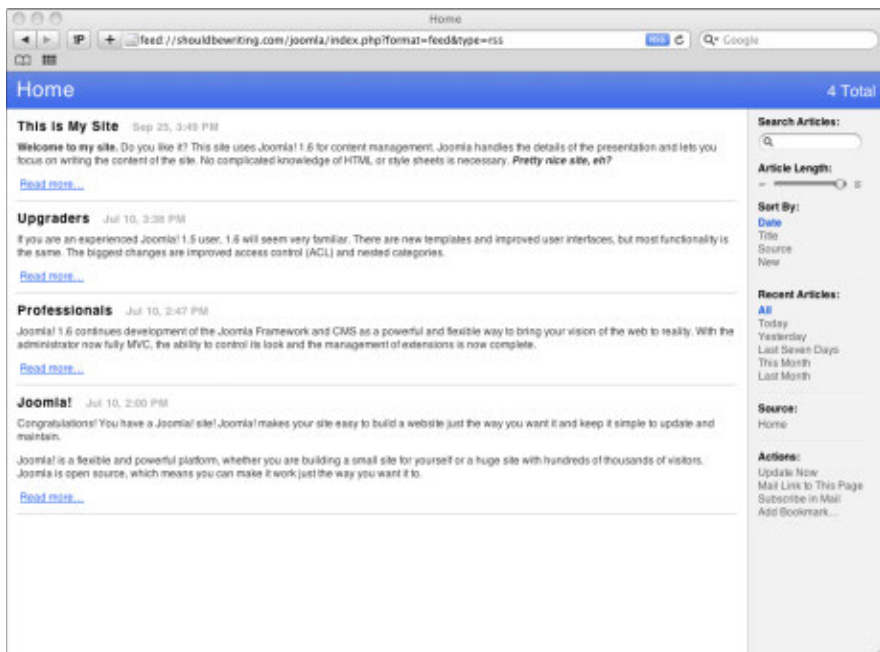 Home
feed://shouldbewriting.com/joomla/index.php?format=feed&type=rss
RSS
Google
Home
4 Total
This is My Site Sep 25, 3:49 PM
Welcome to my site. Do you like it? This site uses Joomla! 1.6 for content management. Joomla handles the details of the presentation and lets you
focus on writing the content of the site. No complicated knowledge of HTML or style sheets is necessary. Pretty nice site, eh?
Read more...
Upgraders Jul 10, 3:38 PM
If you are an experienced Joomla! 1.5 user, 1.6 will seem very familiar. There are new templates and improved user interfaces, but most functionality is
the same. The biggest changes are improved access control (ACL) and nested categories.
Read more...
Professionals Jul 10, 2:47 PM
Joomla! 1.6 continues development of the Joomla Framework and CMS as a powerful and flexible way to bring your vision of the web to reality. With the
administrator now fully MVC, the ability to control its look and the management of extensions is now complete.
Read more...
Joomla! Jul 10, 2:00 PM
Congratulations! You have a Joomla! site! Joomla! makes your site easy to build a website just the way you want it and keep it simple to update and
maintain.
Joomla! is a flexible and powerful platform, whether you are building a small site for yourself or a huge site with hundreds of thousands of visitors.
Joomla is open source, which means you can make it work just the way you want it to.
Read more...
Search Articles:
Article Length:
Sort By:
Date
Title
Source
New
Recent Articles:
All
Today
Yesterday
Last Seven Days
This Month
Last Month
Source:
Home
Actions:
Update Now
Mail Link to This Page
Subscribe in Mail
Add Bookmark...